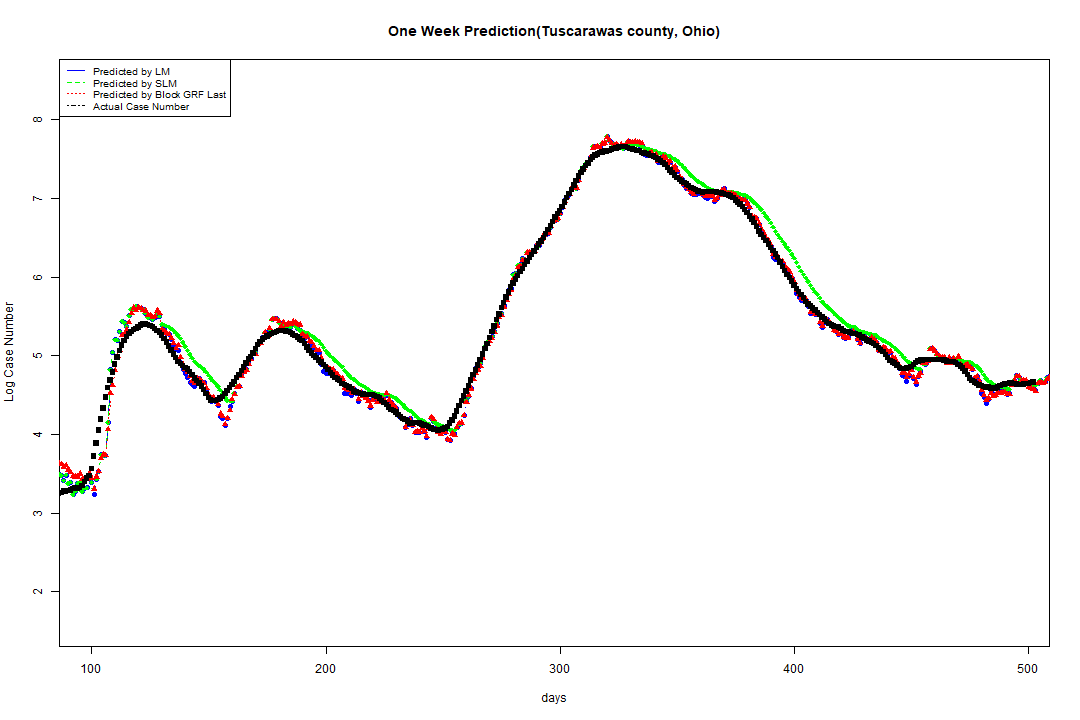 One Week Prediction(Tuscarawas county, Ohio)
Predicted by LM
Predicted by SLM
Predicted by Block GRF Last
Actual Case Number
8
7
6
5
4
3
2
Log Case Number
100 200 300 400 500
days